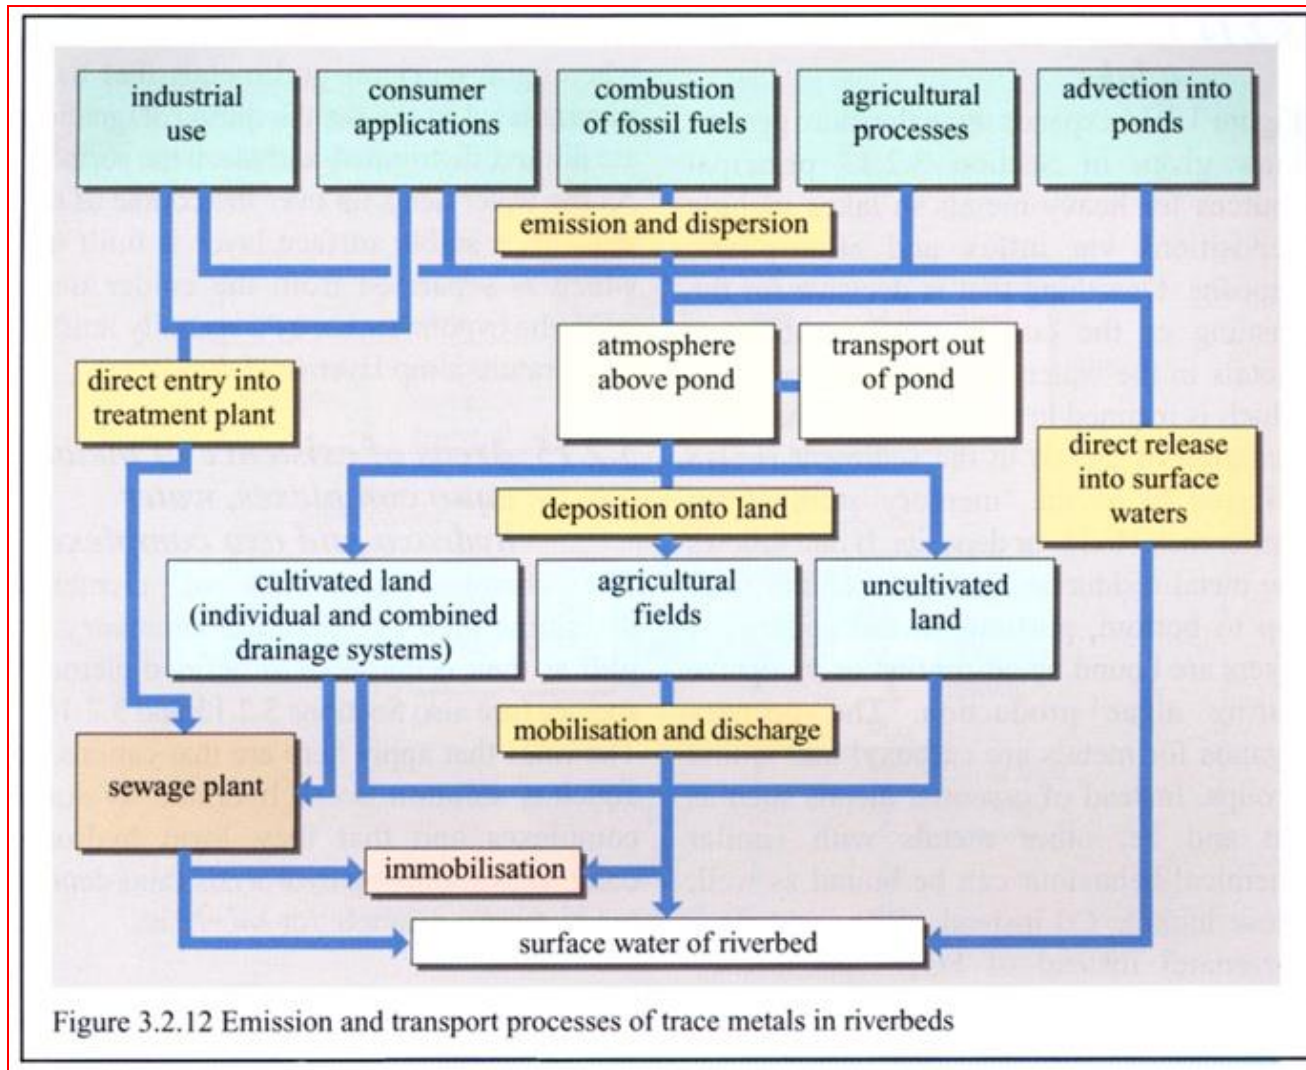 industrial
use
consumer
applications
combustion
of fossil fuels
agricultural
processes
advection into
ponds
emission and dispersion
direct entry into
treatment plant
atmosphere
above pond
transport out
of pond
direct release
into surface
waters
deposition onto land
cultivated land
(individual and combined
drainage systems)
agricultural
fields
uncultivated
land
mobilisation and discharge
sewage plant
immobilisation
surface water of riverbed
Figure 3.2.12 Emission and transport processes of trace metals in riverbeds